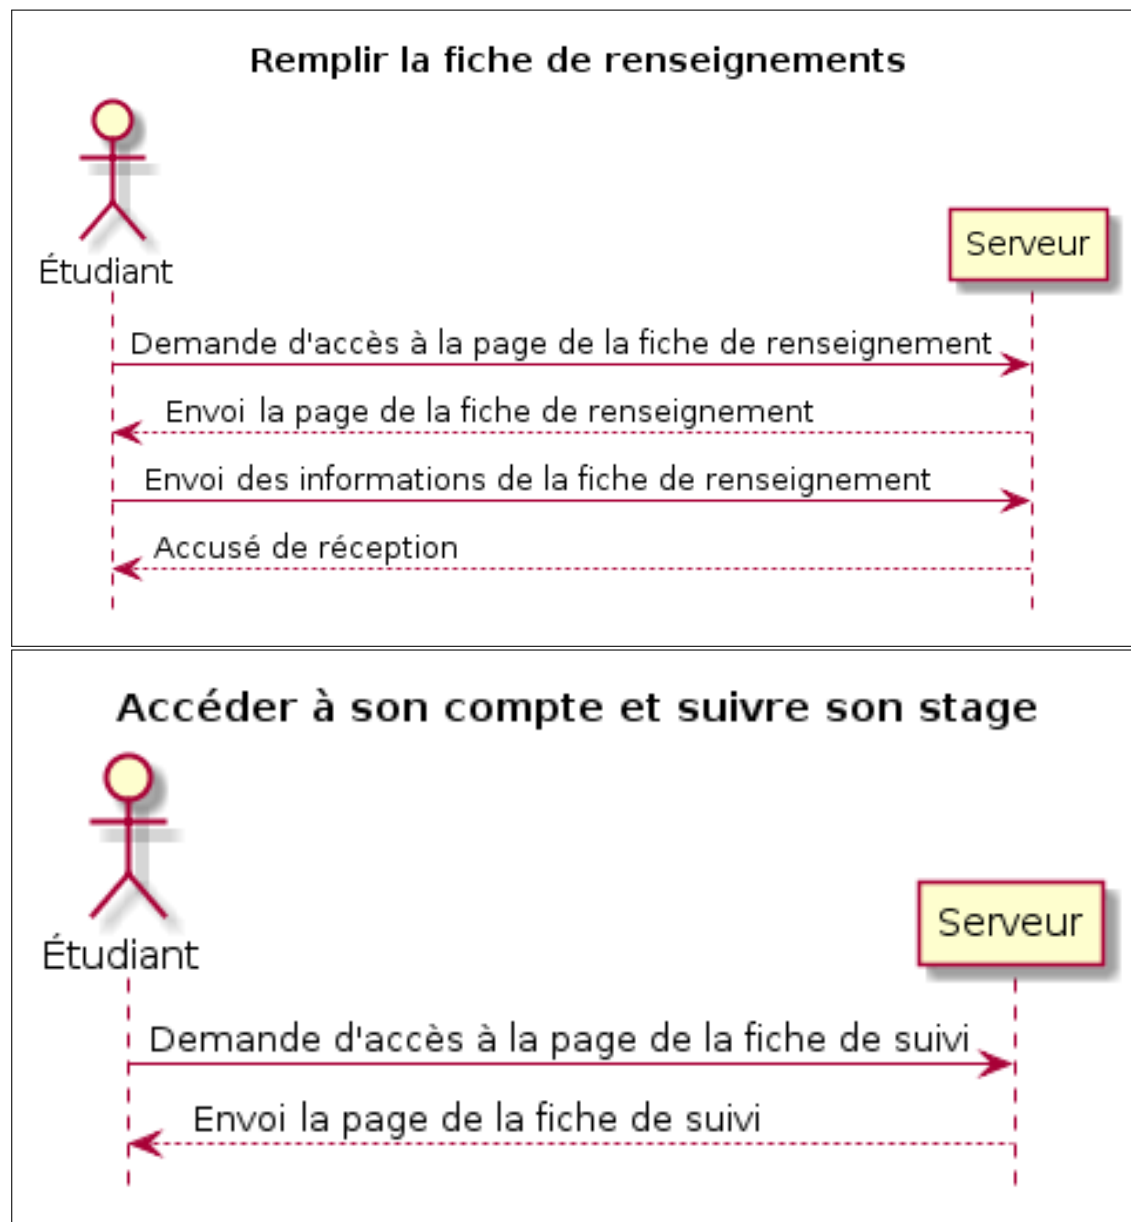 Remplir la fiche de renseignements
Étudiant
Serveur
Demande d'accès à la page de la fiche de renseignement
Envoi la page de la fiche de renseignement
Envoi des informations de la fiche de renseignement
Accusé de réception
Accéder à son compte et suivre son stage
Étudiant
Serveur
Demande d'accès à la page de la fiche de suivi
Envoi la page de la fiche de suivi